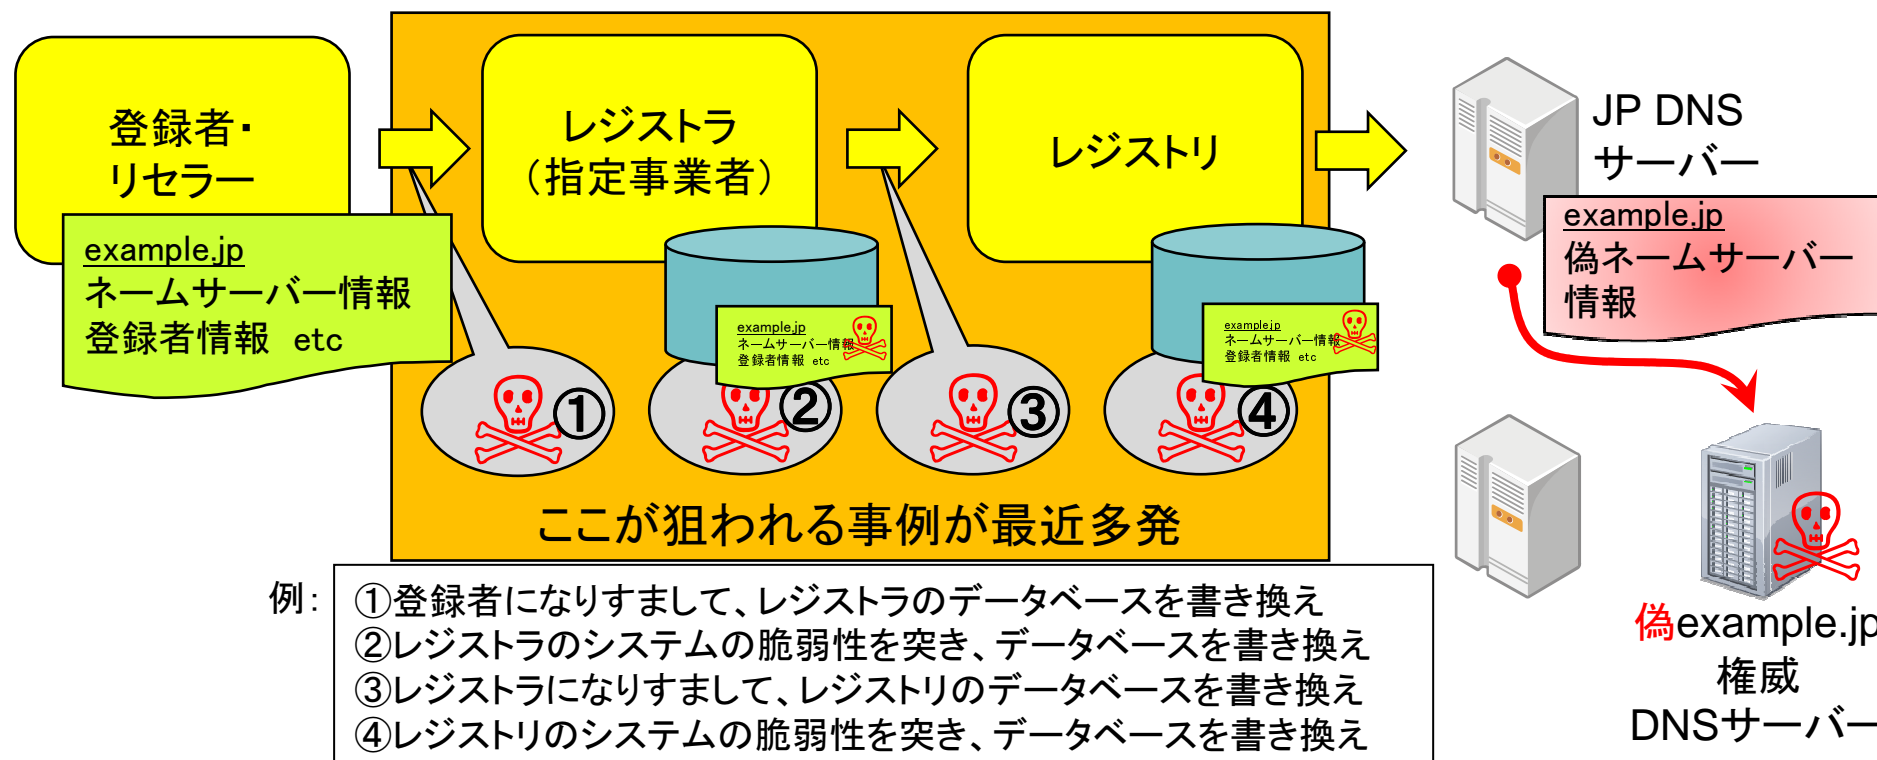 登録者・
リセラー
example.jp
ネームサーバー情報
登録者情報 etc
レジストラ
（指定事業者）
example.jp
ネームサーバー情報
登録者情報 etc
レジストリ
example.jp
ネームサーバー情報
登録者情報 etc
①
②
③
④
ここが狙われる事例が最近多発
JP DNS
サーバー
example.jp
偽ネームサーバー
情報
偽example.jp
権威
DNSサーバー
例：
①登録者になりすまして、レジストラのデータベースを書き換え
②レジストラのシステムの脆弱性を突き、データベースを書き換え
③レジストラになりすまして、レジストリのデータベースを書き換え
④レジストリのシステムの脆弱性を突き、データベースを書き換え